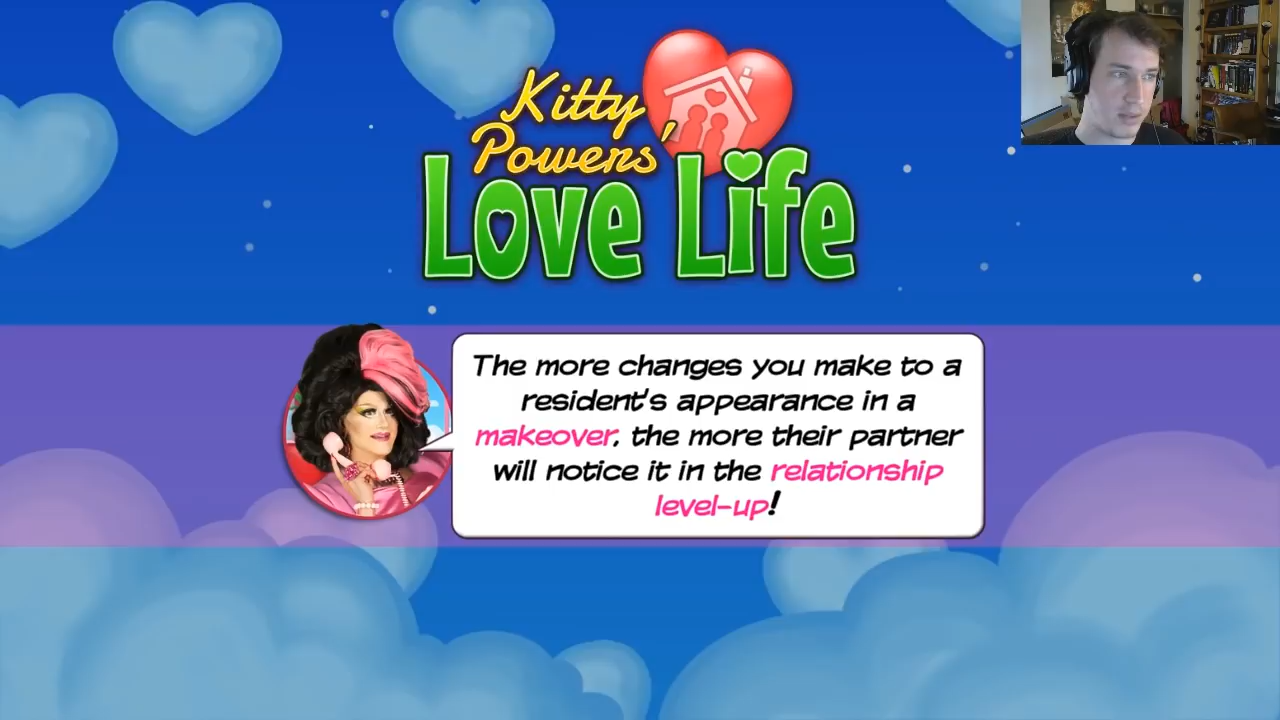 Kitty
Powers'
Love Life
The more changes you make to a
resident's appearance in a
makeover, the more their partner
will notice it in the relationship
level-up!